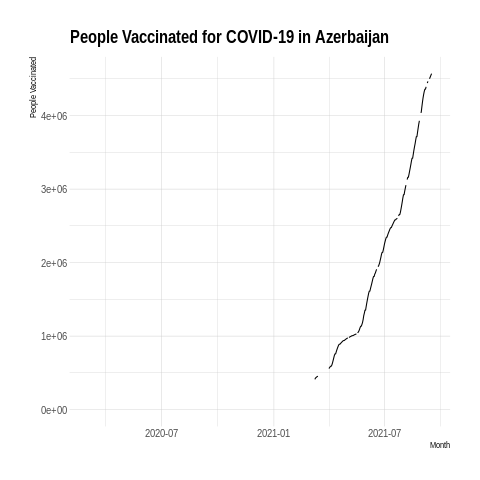 People Vaccinated for COVID-19 in Azerbaijan
People Vaccinated
4e+06
3e+06
2e+06
1e+06
0e+00
2020-07 2021-01 2021-07
Month